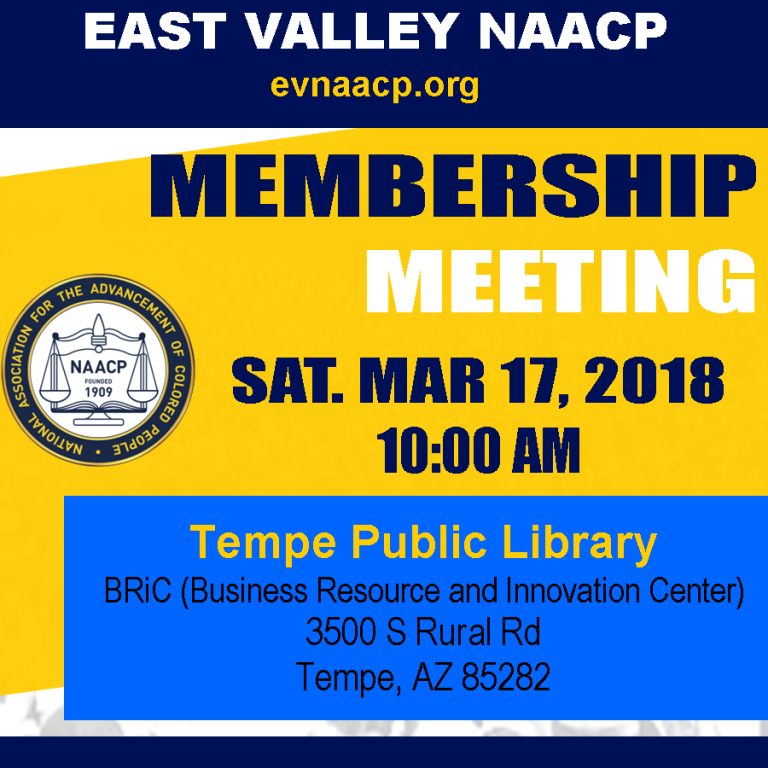 EAST VALLEY NAACP
evnaacp.org
MEMBERSHIP
MEETING
NATIONAL ASSOCIATION FOR THE ADVANCEMENT OF COLORED PEOPLE •
NAACP
FOUNDED
1909
SAT. MAR 17, 2018
10:00 AM
Tempe Public Library
BRiC (Business Resource and Innovation Center)
3500 S Rural Rd
Tempe, AZ 85282